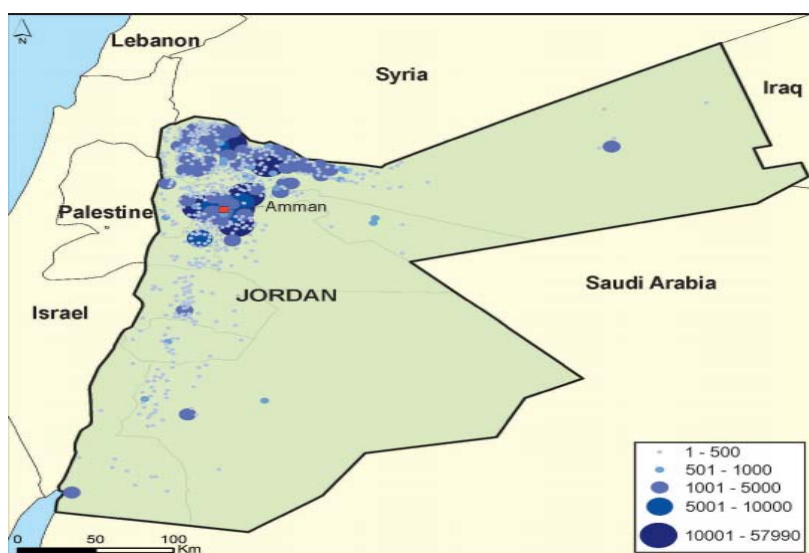 N
Lebanon
Syria
Iraq
Palestine
Amman
Israel
JORDAN
Saudi Arabia
1 - 500
501 - 1000
1001 - 5000
5001 - 10000
10001 - 57990
0 50 100
Km